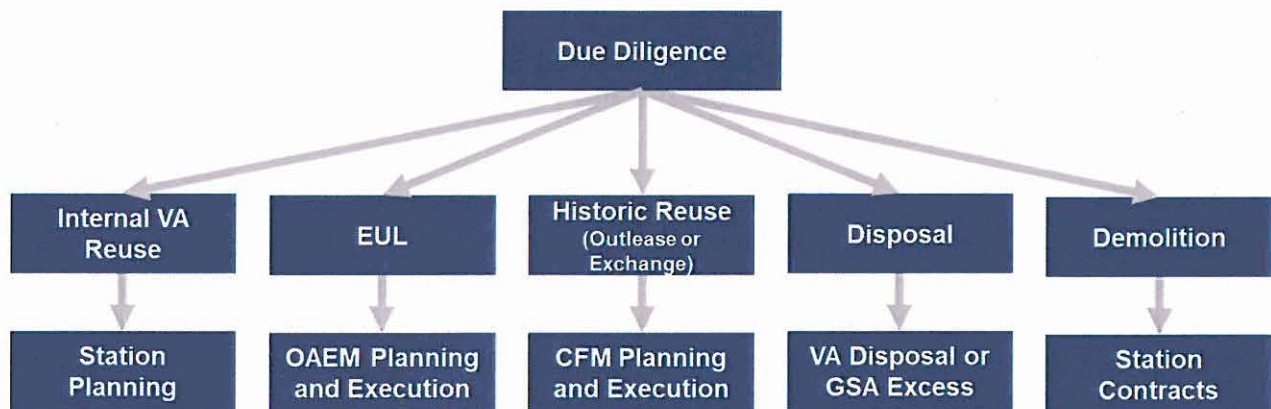 Due Diligence
Internal VA
Reuse
EUL
Historic Reuse
(Outlease or
Exchange)
Disposal
Demolition
Station
Planning
OAEM Planning
and Execution
CFM Planning
and Execution
VA Disposal or
GSA Excess
Station
Contracts